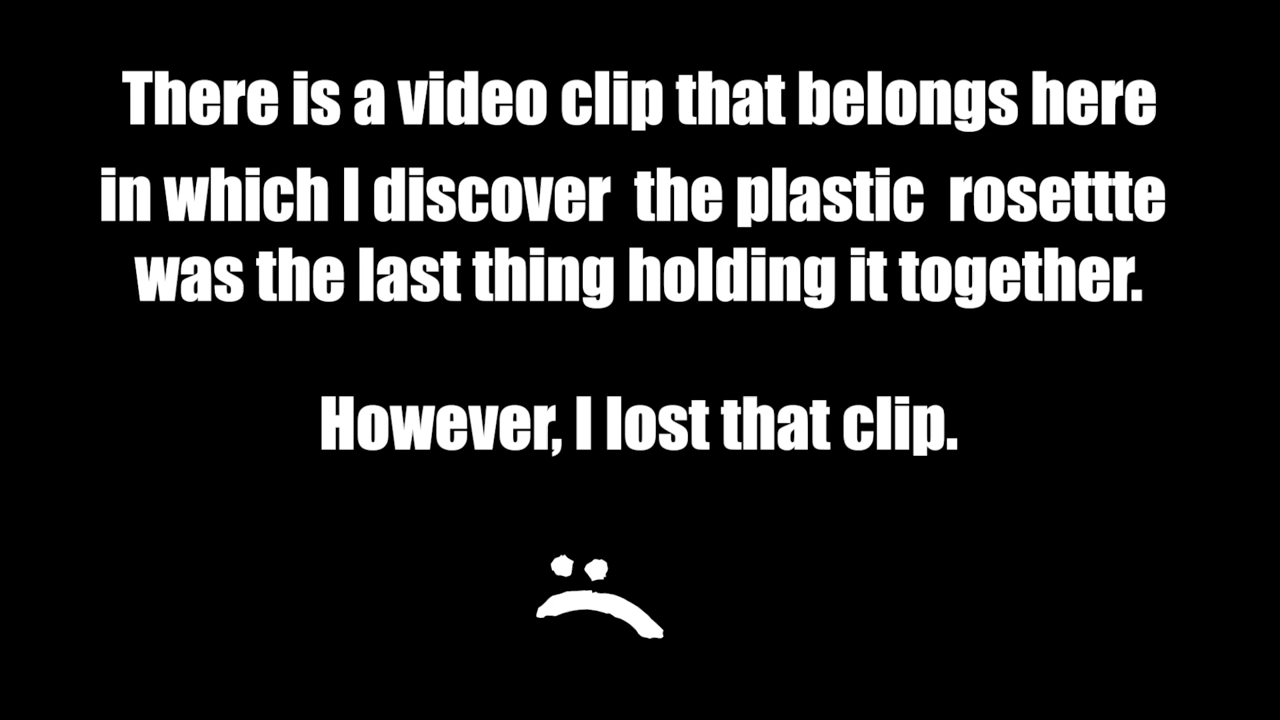 There is a video clip that belongs here
in which I discover the plastic rosettte
was the last thing holding it together.
However, I lost that clip.